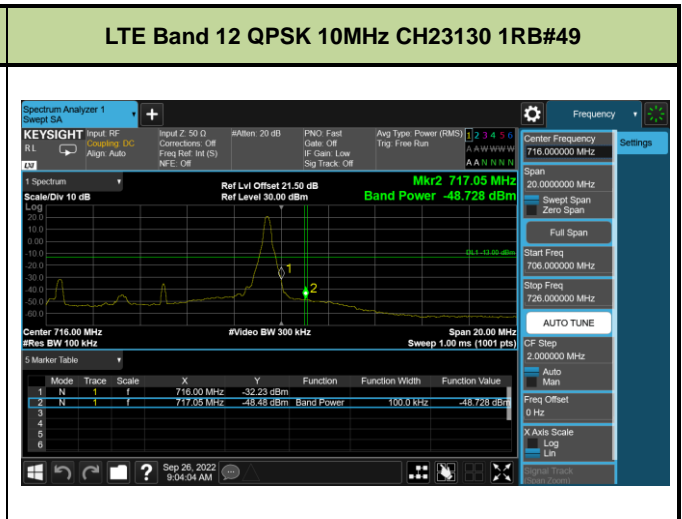 LTE Band 12 QPSK 10MHz CH23130 1RB#49
Spectrum Analyzer 1
Swept SA
Frequency
KEYSIGHT Input: RF Input Z: 50 Ω #Atten: 20 dB PNO: Fast Avg Type: Power (RMS) 1 2 3 4 5 6
RL Coupling: DC Corrections: Off Gate: Off Trig: Free Run A A W W W W
Align: Auto Freq Ref: Int (S) IF Gain: Low
LXI NFE: Off Sig Track: Off A A N N N N
1 Spectrum
Scale/Div 10 dB
Ref Lvl Offset 21.50 dB
Ref Level 30.00 dBm
Mkr2 717.05 MHz
Band Power -48.728 dBm
Log
20.0
10.0
0.00
-10.0
-20.0
-30.0
-40.0
-50.0
-60.0
DL1 -13.00 dBm
1
2
Center 716.00 MHz #Video BW 300 kHz Span 20.00 MHz
#Res BW 100 kHz Sweep 1.00 ms (1001 pts)
5 Marker Table
Mode Trace Scale X Y Function Function Width Function Value
1 N 1 f 716.00 MHz -32.23 dBm
2 N 1 f 717.05 MHz -48.48 dBm Band Power 100.0 kHz -48.728 dBm
3
4
5
6
Sep 26, 2022
9:04:04 AM
Center Frequency
716.000000 MHz
Settings
Span
20.0000000 MHz
Swept Span
Zero Span
Full Span
Start Freq
706.000000 MHz
Stop Freq
726.000000 MHz
AUTO TUNE
CF Step
2.000000 MHz
Auto
Man
Freq Offset
0 Hz
X Axis Scale
Log
Lin
Signal Track
(Span Zoom)